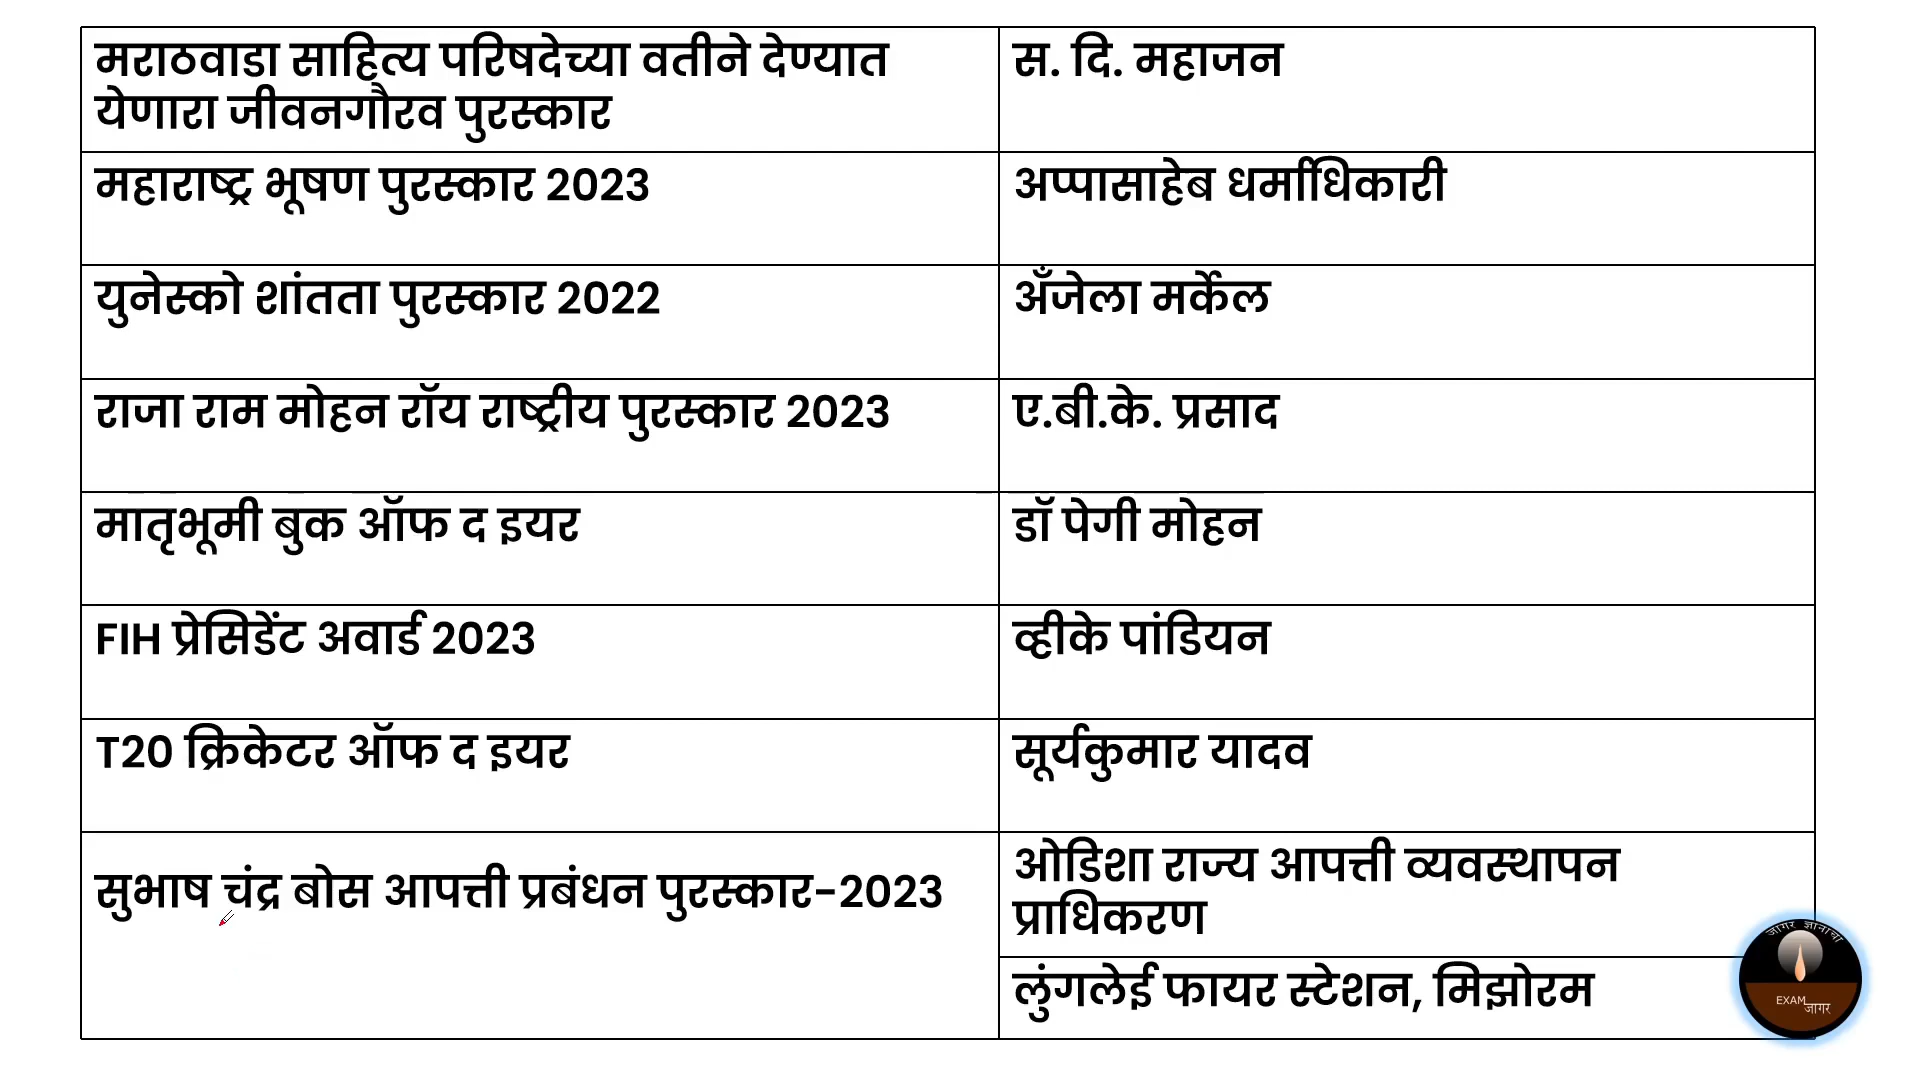 मराठवाडा साहित्य परिषदेच्या वतीने देण्यात
येणारा जीवनगौरव पुरस्कार
स. दि. महाजन
महाराष्ट्र भूषण पुरस्कार 2023
अप्पासाहेब धर्माधिकारी
युनेस्को शांतता पुरस्कार 2022
अँजेला मर्केल
राजा राम मोहन रॉय राष्ट्रीय पुरस्कार 2023
ए.बी.के. प्रसाद
मातृभूमी बुक ऑफ द इयर
डॉ पेगी मोहन
FIH प्रेसिडेंट अवार्ड 2023
व्हीके पांडियन
T20 क्रिकेटर ऑफ द इयर
सूर्यकुमार यादव
सुभाष चंद्र बोस आपत्ती प्रबंधन पुरस्कार-2023
ओडिशा राज्य आपत्ती व्यवस्थापन
प्राधिकरण
लुंगलेई फायर स्टेशन, मिझोरम
जागर ज्ञानाचा
EXAM जागर